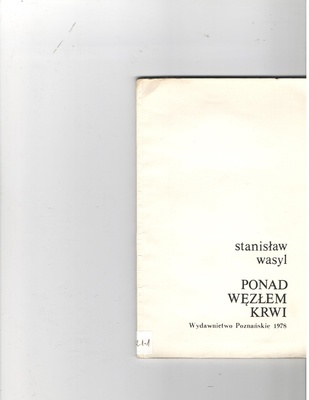 stanisław
wasyl
PONAD
WĘZŁEM
KRWI
Wydawnictwo Poznańskie 1978